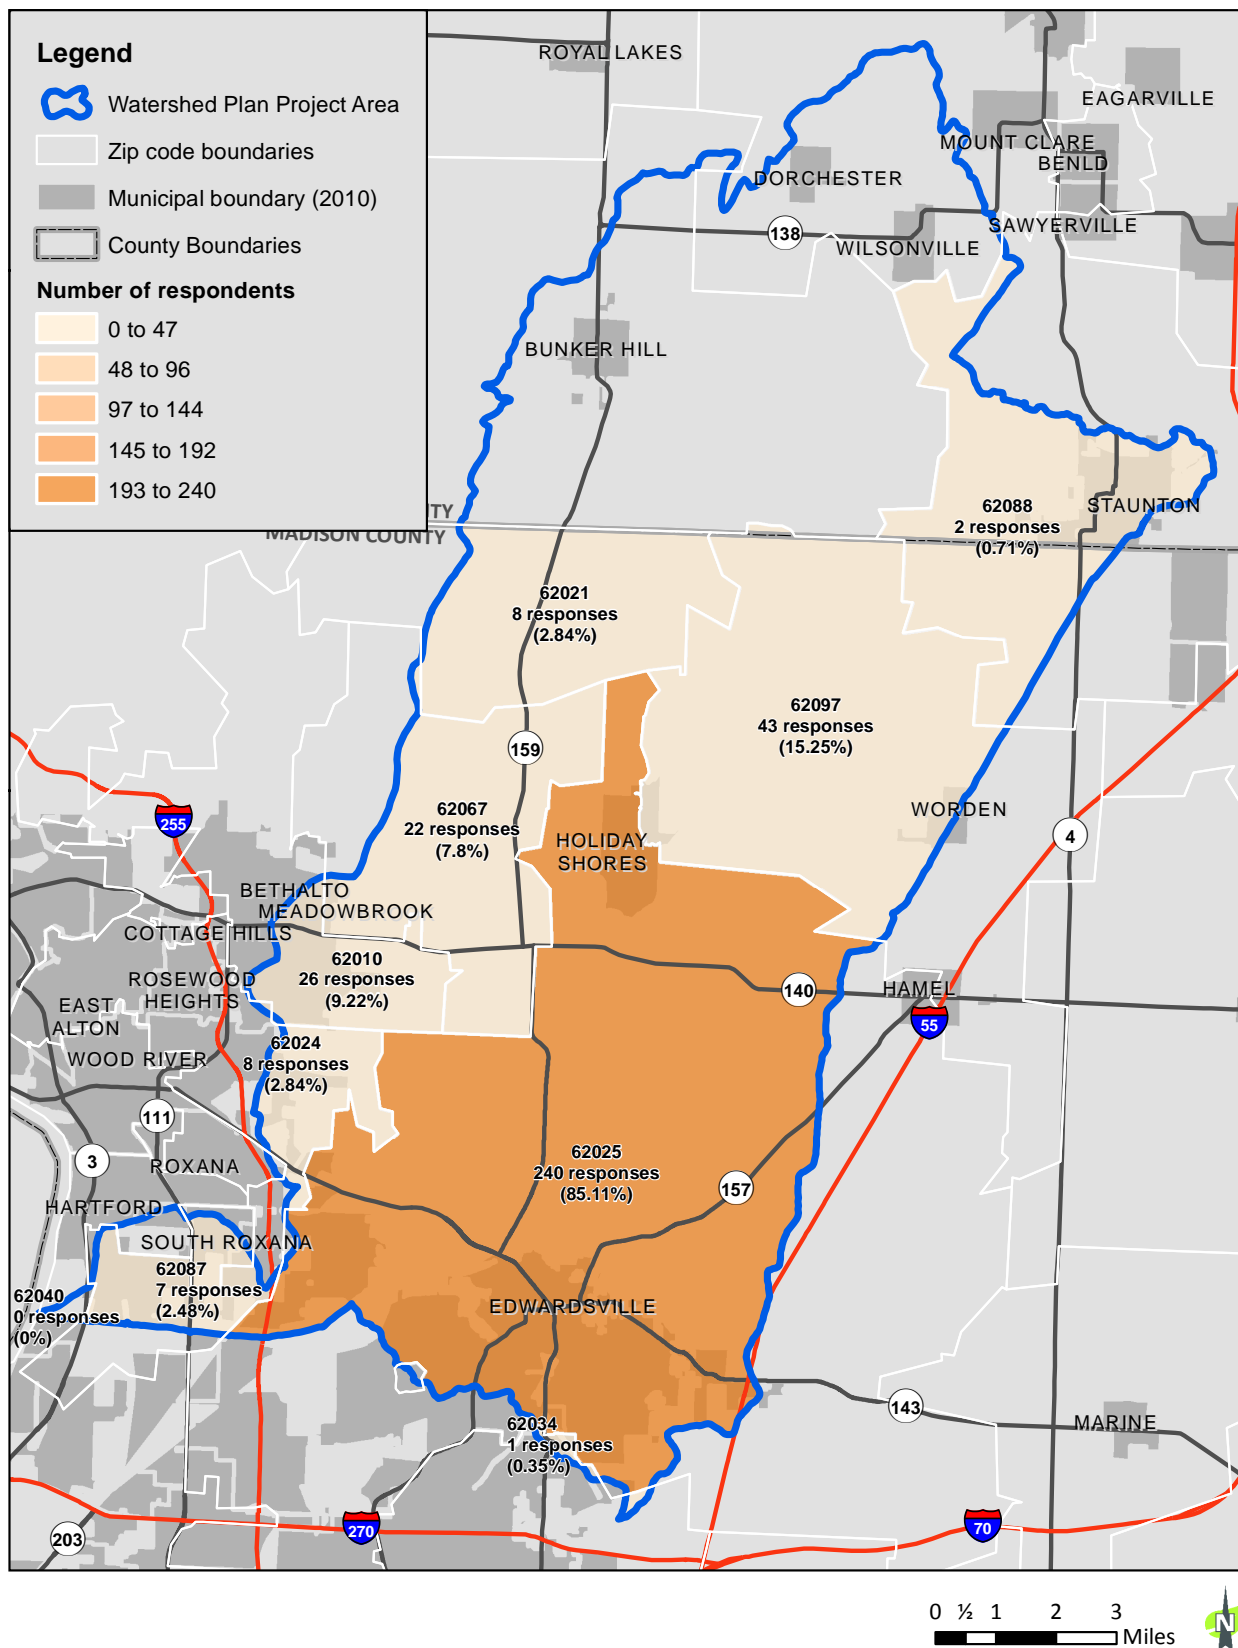 Legend
Watershed Plan Project Area
Zip code boundaries
Municipal boundary (2010)
County Boundaries
Number of respondents
0 to 47
48 to 96
97 to 144
145 to 192
193 to 240
ROYAL LAKES
EAGARVILLE
MOUNT CLARE
BENLD
DORCHESTER
SAWYERVILLE
138
WILSONVILLE
BUNKER HILL
62088
2 responses
(0.71%)
STAUNTON
MADISON COUNTY
62021
8 responses
(2.84%)
62097
43 responses
(15.25%)
159
62067
22 responses
(7.8%)
HOLIDAY
SHORES
WORDEN
255
4
BETHALTO
MEADOWBROOK
COTTAGE HILLS
62010
26 responses
(9.22%)
ROSEWOOD
HEIGHTS
140
HAMEL
55
EAST
ALTON
WOOD RIVER
62024
8 responses
(2.84%)
111
3
ROXANA
62025
240 responses
(85.11%)
157
HARTFORD
SOUTH ROXANA
62087
7 responses
(2.48%)
62040
0 responses
(0%)
EDWARDSVILLE
143
MARINE
62034
1 responses
(0.35%)
203
270
70
0 ½ 1 2 3
Miles
N